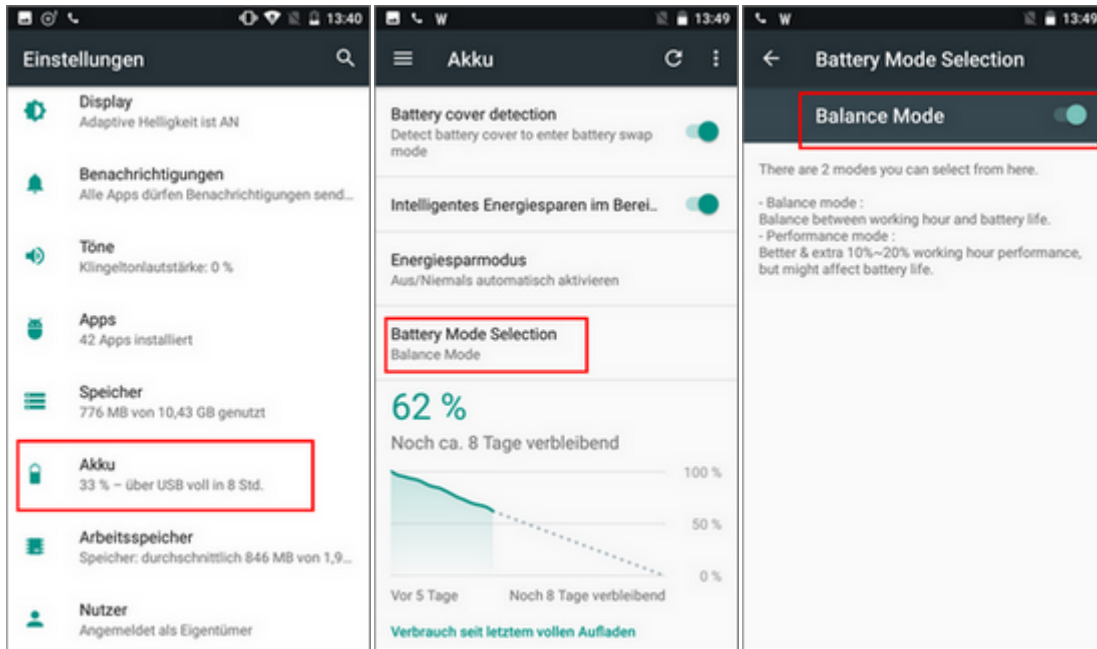 13:40
Einstellungen
Display
Adaptive Helligkeit ist AN
Benachrichtigungen
Alle Apps dürfen Benachrichtigungen send...
Töne
Klingeltonlautstärke: 0 %
Apps
42 Apps installiert
Speicher
776 MB von 10,43 GB genutzt
Akku
33 % – über USB voll in 8 Std.
Arbeitsspeicher
Speicher: durchschnittlich 846 MB von 1,9...
Nutzer
Angemeldet als Eigentümer
W 13:49
Akku
Battery cover detection
Detect battery cover to enter battery swap
mode
Intelligentes Energiesparen im Berei..
Energiesparmodus
Aus/Niemals automatisch aktivieren
Battery Mode Selection
Balance Mode
62 %
Noch ca. 8 Tage verbleibend
100 %
50 %
0 %
Vor 5 Tage Noch 8 Tage verbleibend
Verbrauch seit letztem vollen Aufladen
W 13:49
Battery Mode Selection
Balance Mode
There are 2 modes you can select from here.
- Balance mode :
Balance between working hour and battery life.
- Performance mode :
Better & extra 10%~20% working hour performance,
but might affect battery life.